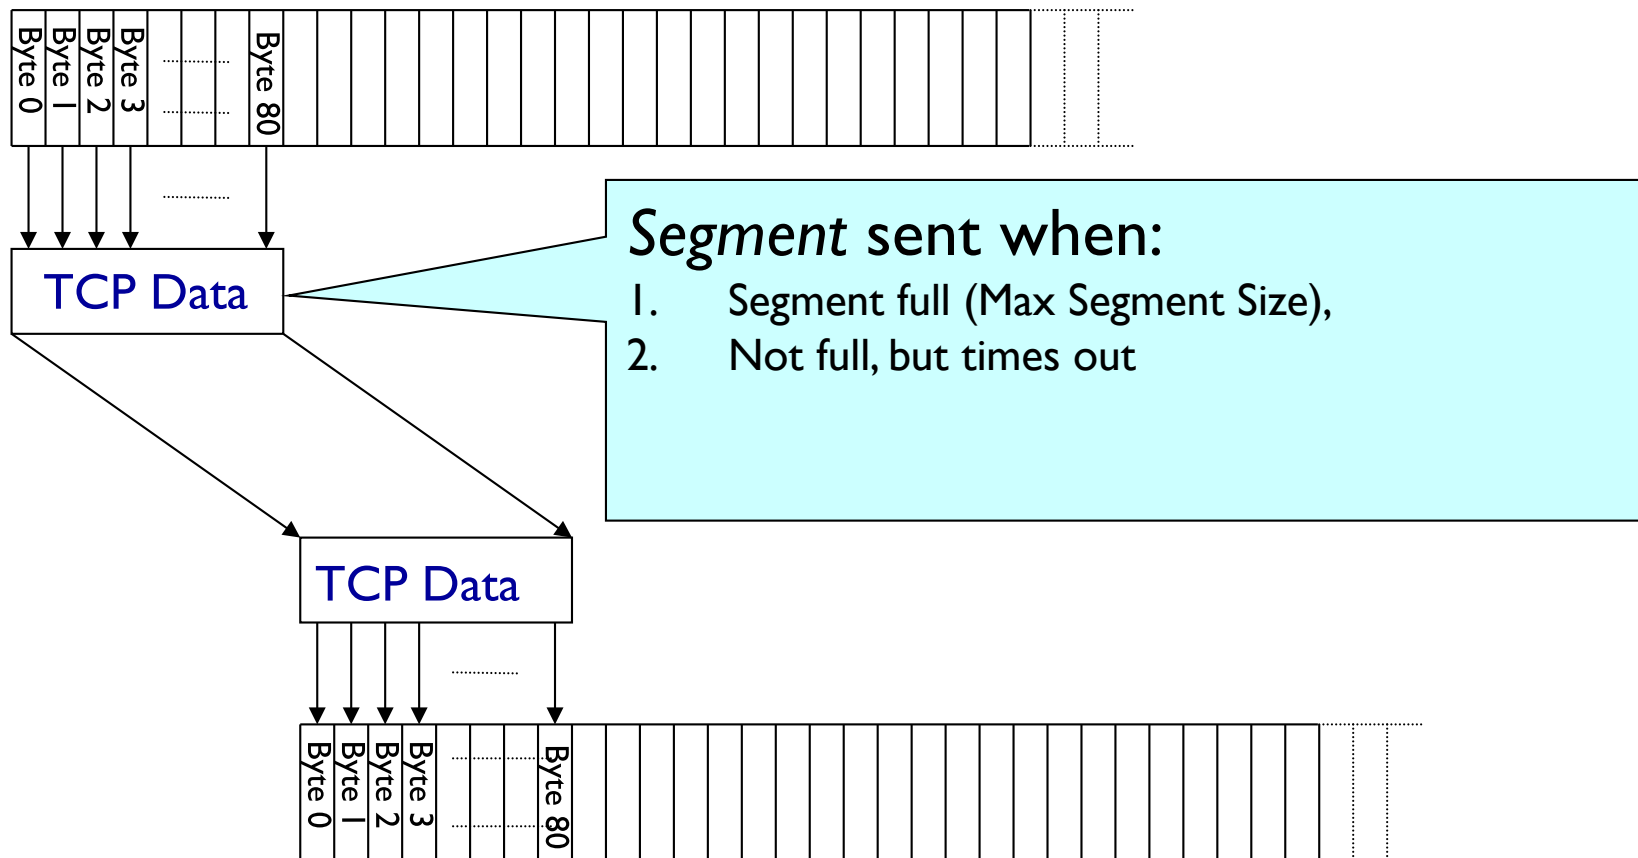 Byte 0
Byte 1
Byte 2
Byte 3
Byte 80
TCP Data
Segment sent when:
1. Segment full (Max Segment Size),
2. Not full, but times out
TCP Data
Byte 0
Byte 1
Byte 2
Byte 3
Byte 80